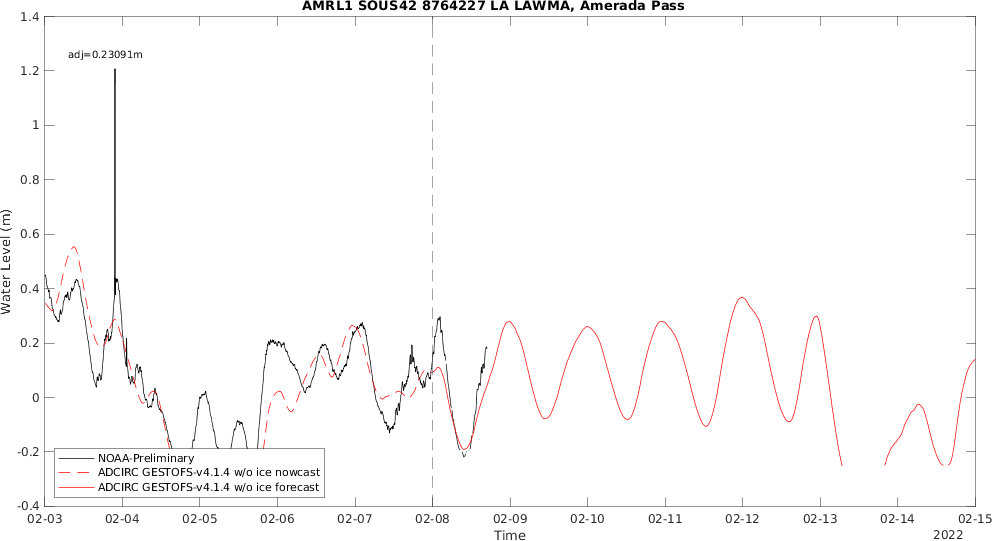 AMRL1 SOUS42 8764227 LA LAWMA, Amerada Pass
1.4
adj=0.23091m
1.2
1
0.8
0.6
0.4
0.2
0
-0.2
-0.4
Water Level (m)
NOAA-Preliminary
ADCIRC GESTOFS-v4.1.4 w/o ice nowcast
ADCIRC GESTOFS-v4.1.4 w/o ice forecast
02-03 02-04 02-05 02-06 02-07 02-08 02-09 02-10 02-11 02-12 02-13 02-14 02-15
Time
2022